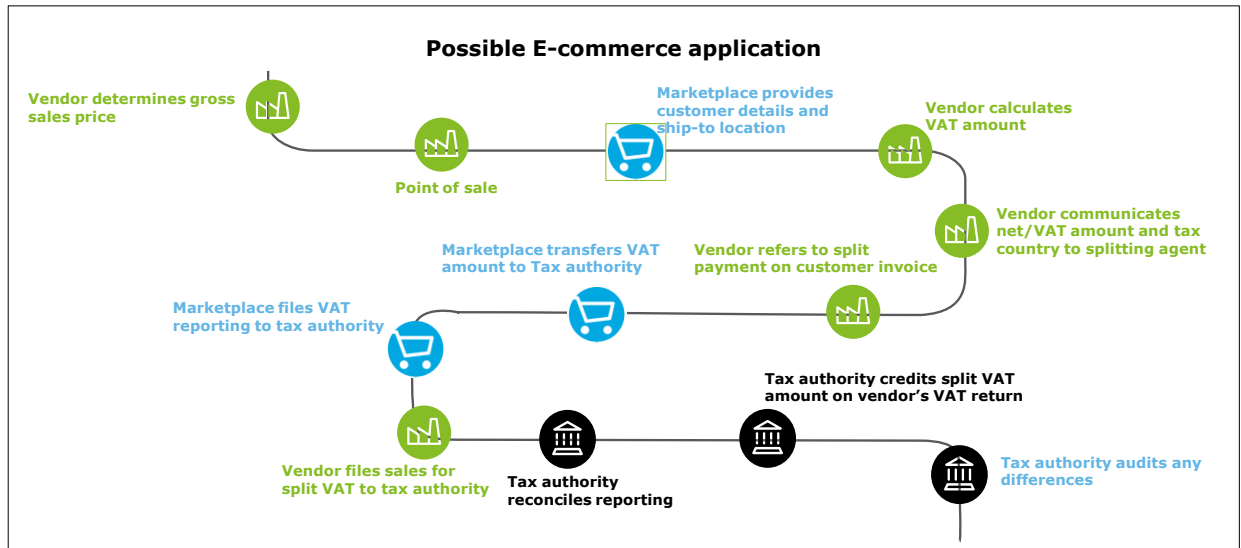 Possible E-commerce application
Vendor determines gross
sales price
Point of sale
Marketplace provides
customer details and
ship-to location
Vendor calculates
VAT amount
Vendor communicates
net/VAT amount and tax
country to splitting agent
Vendor refers to split
payment on customer invoice
Marketplace transfers VAT
amount to Tax authority
Marketplace files VAT
reporting to tax authority
Vendor files sales for
split VAT to tax authority
Tax authority
reconciles reporting
Tax authority credits split VAT
amount on vendor’s VAT return
Tax authority audits any
differences